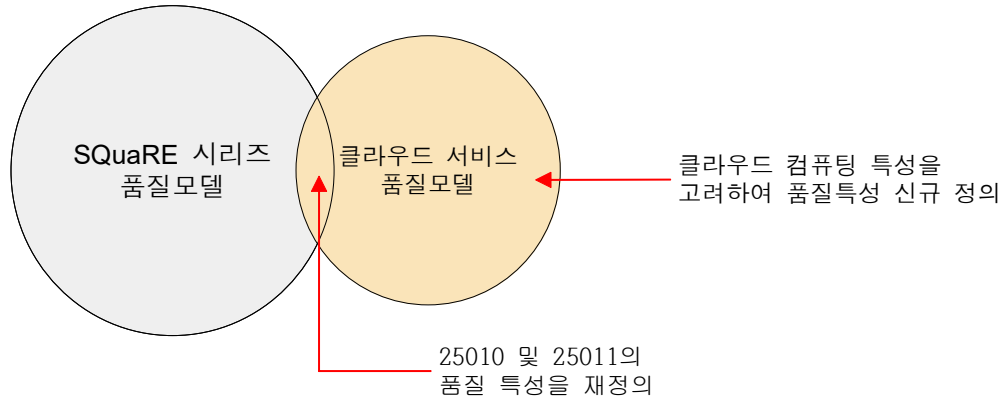 SQuaRE 시리즈
품질모델
클라우드 서비스
품질모델
클라우드 컴퓨팅 특성을
고려하여 품질특성 신규 정의
25010 및 25011의
품질 특성을 재정의